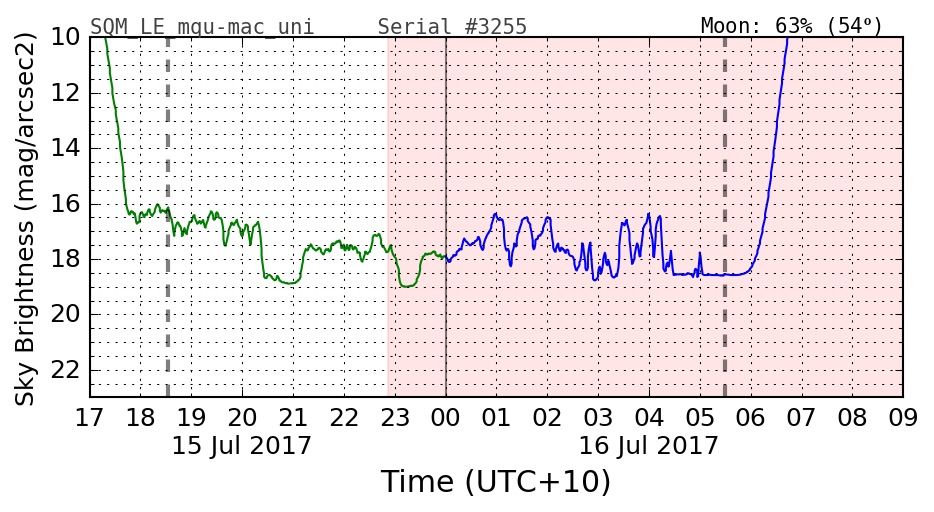 SQM_LE_mqu-mac_uni Serial #3255 Moon: 63% (54°)
10
12
14
16
18
20
22
Sky Brightness (mag/arcsec2)
17 18 19 20 21 22 23 00 01 02 03 04 05 06 07 08 09
15 Jul 2017 16 Jul 2017
Time (UTC+10)